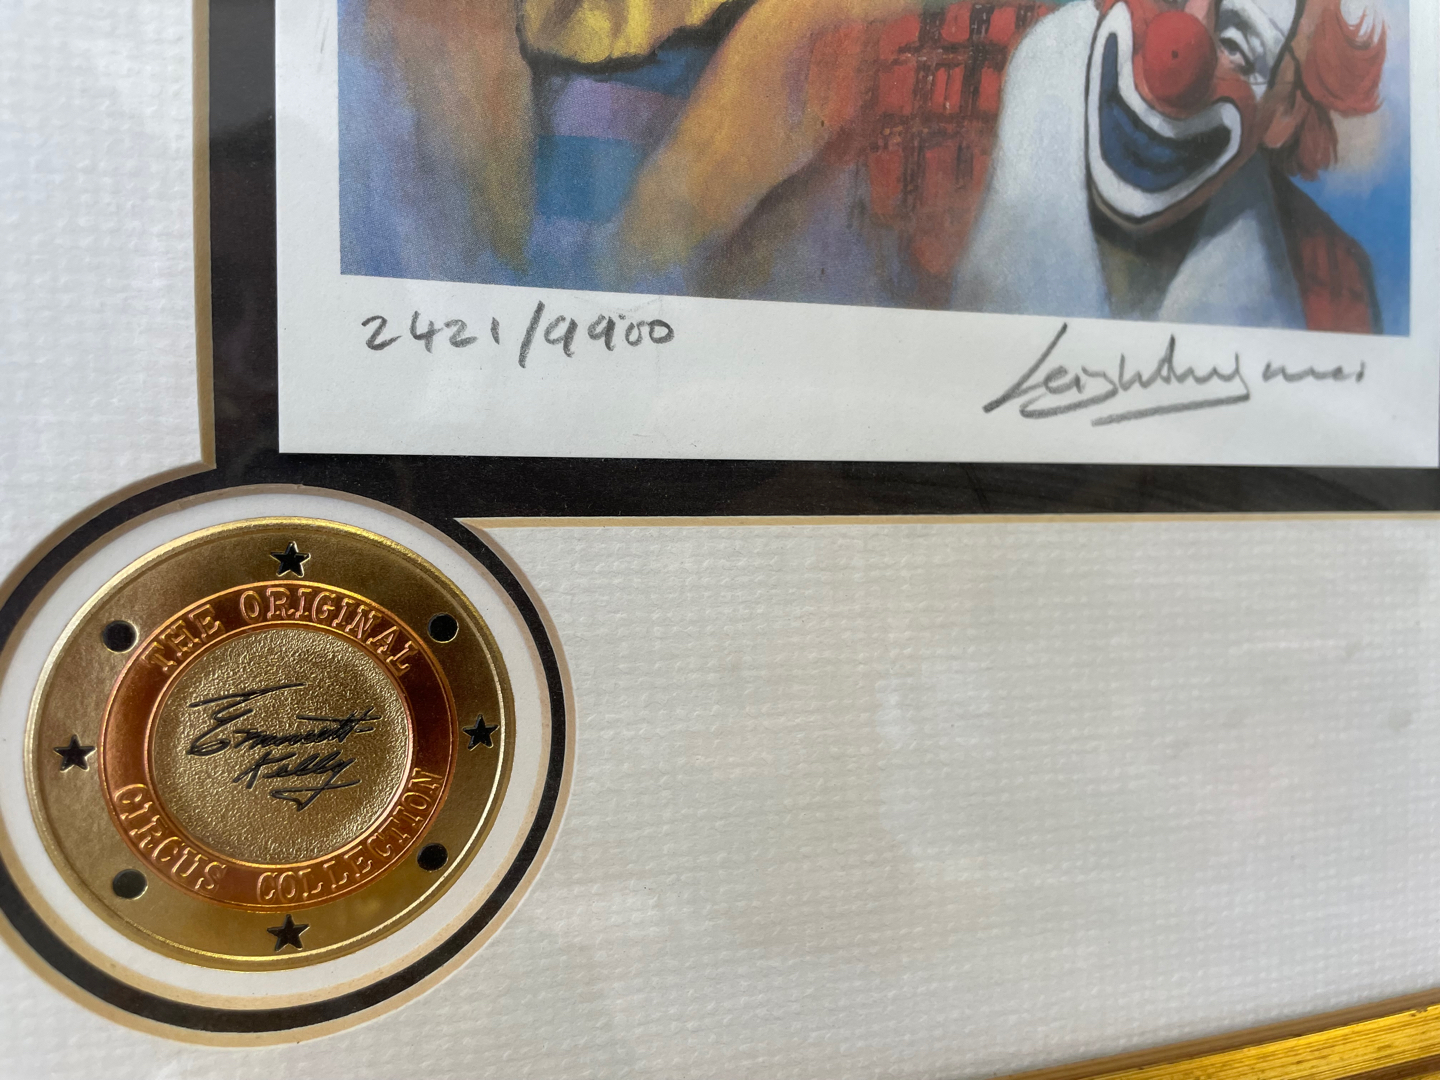 2421/9900
THE ORIGINAL
Emmett
Kelly
CIRCUS COLLECTION